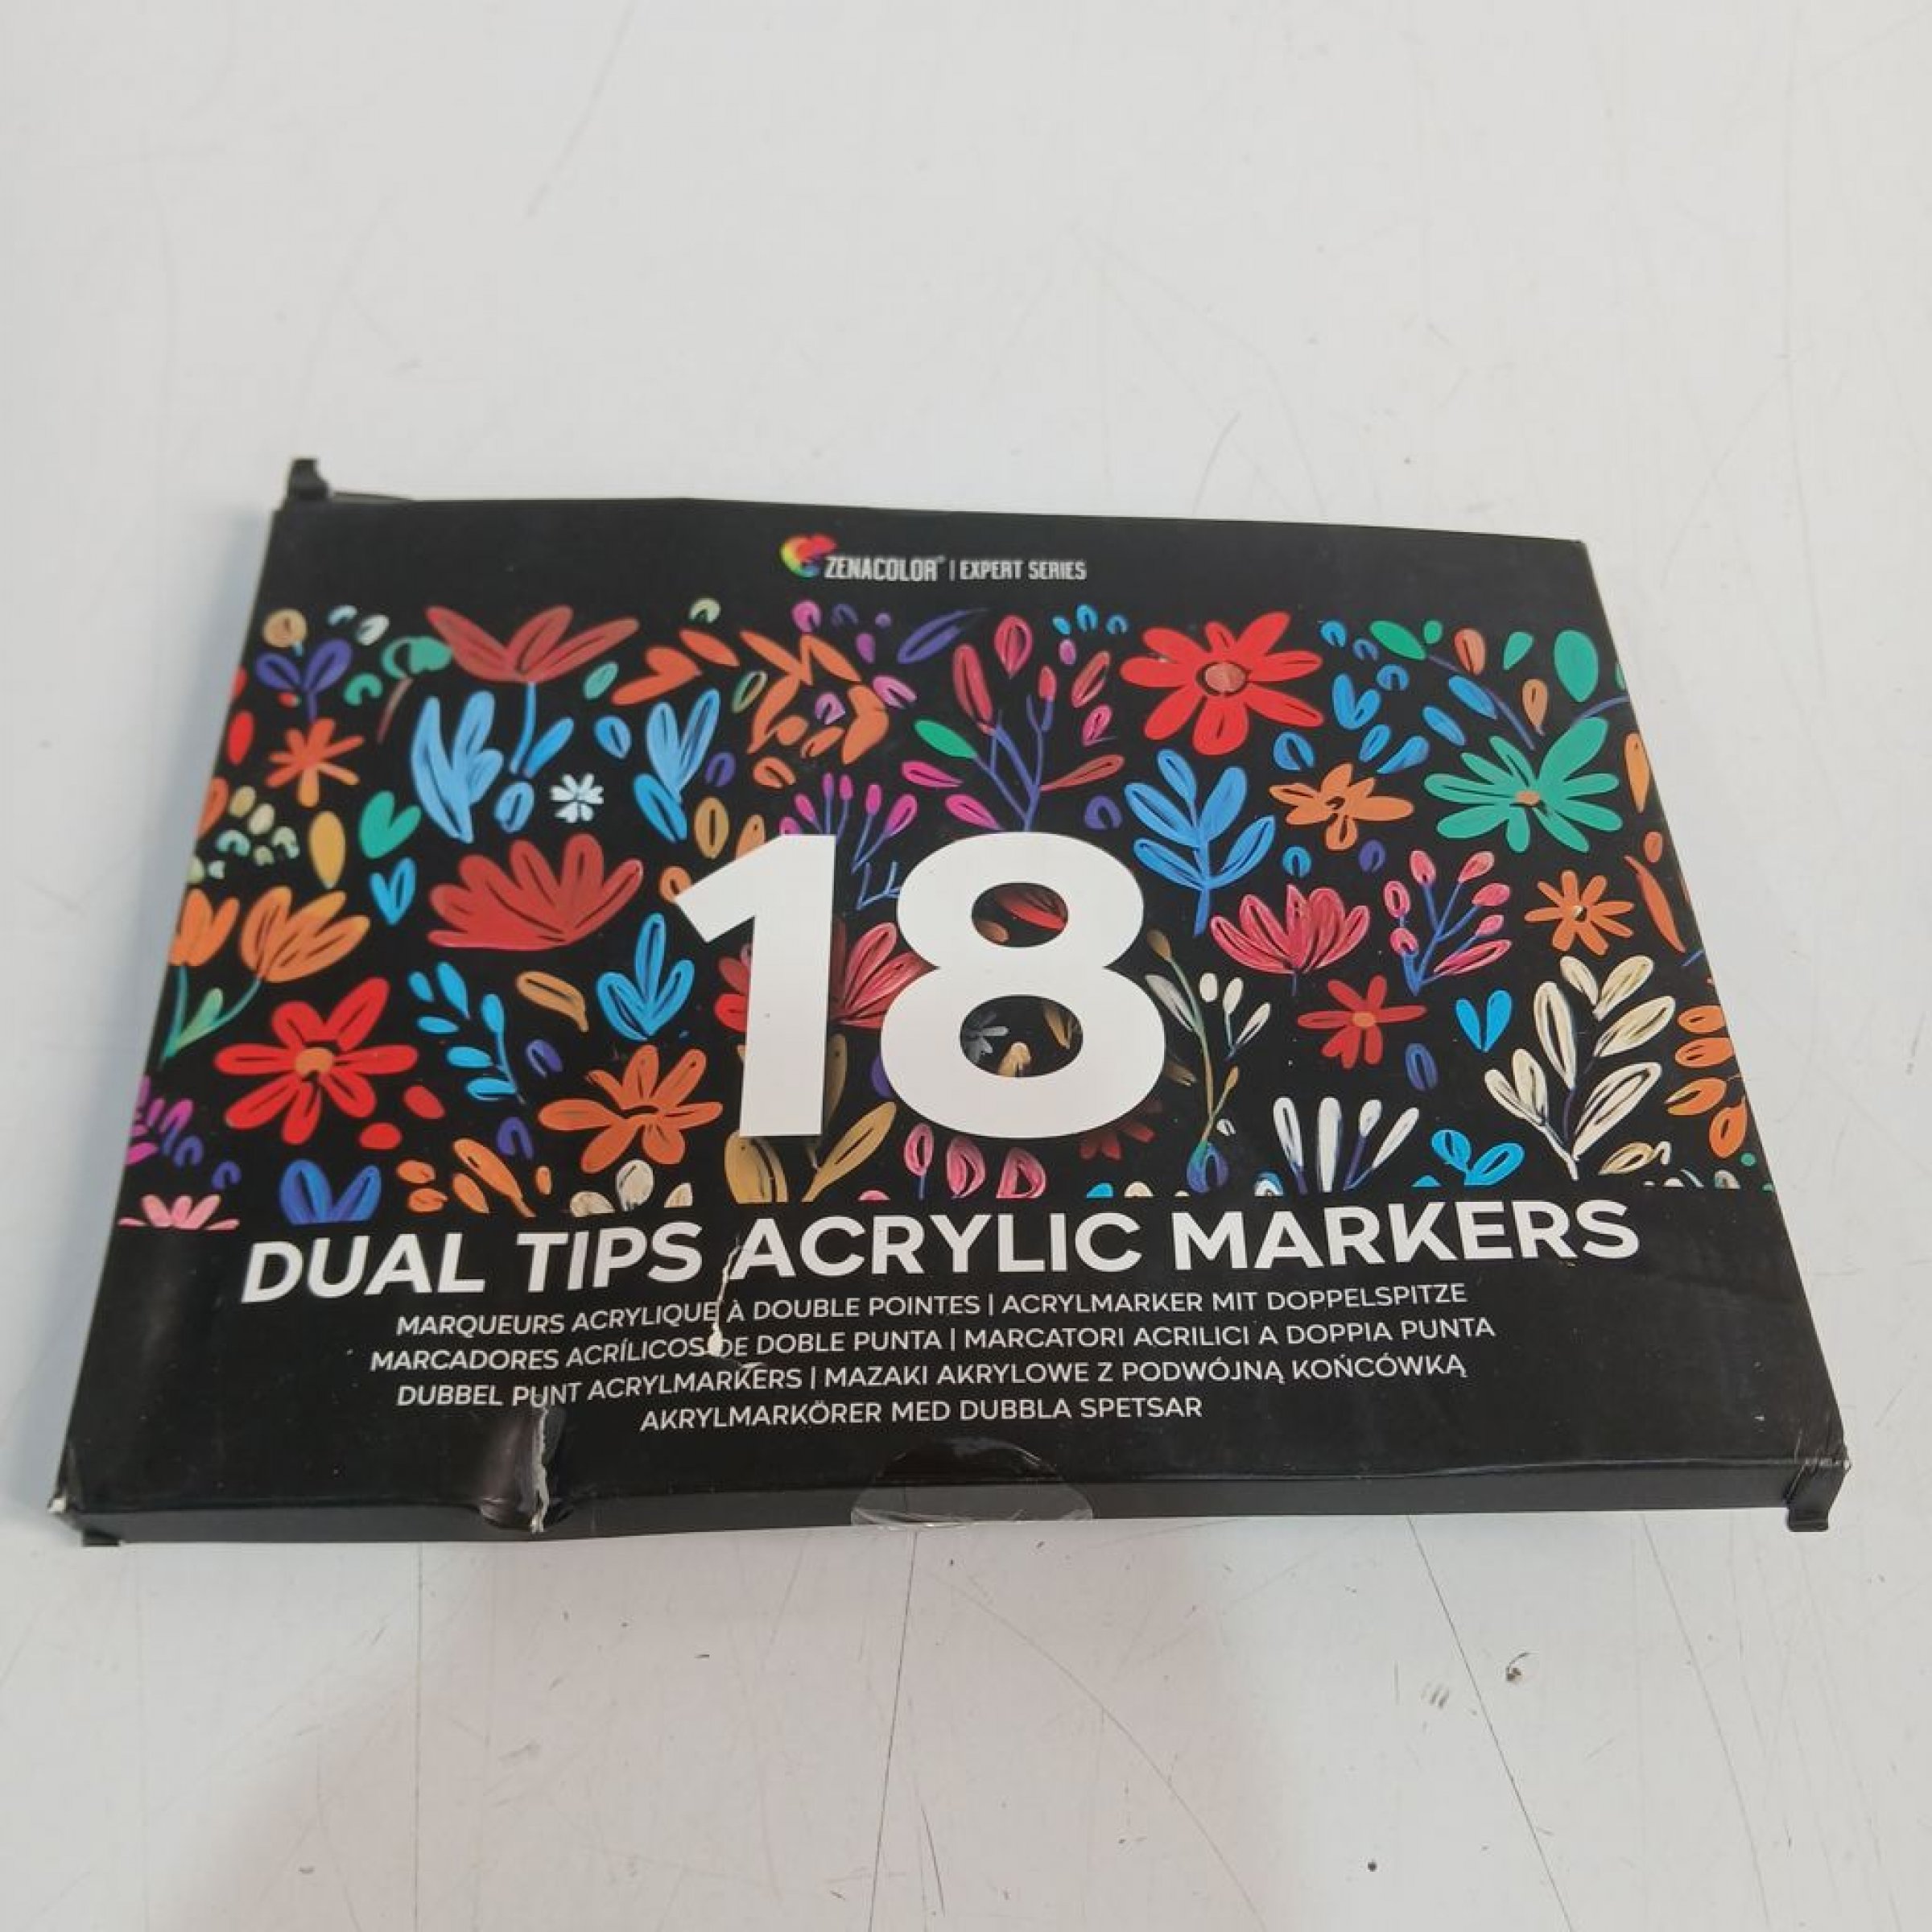 ZENACOLOR® | EXPERT SERIES
18
DUAL TIPS ACRYLIC MARKERS
MARQUEURS ACRYLIQUE À DOUBLE POINTES | ACRYLMARKER MIT DOPPELSPITZE
MARCADORES ACRÍLICOS DE DOBLE PUNTA | MARCATORI ACRILICI A DOPPIA PUNTA
DUBBEL PUNT ACRYLMARKERS | MAZAKI AKRYLOWE Z PODWÓJNĄ KOŃCÓWKĄ
AKRYLMARKÖRER MED DUBBLA SPETSAR